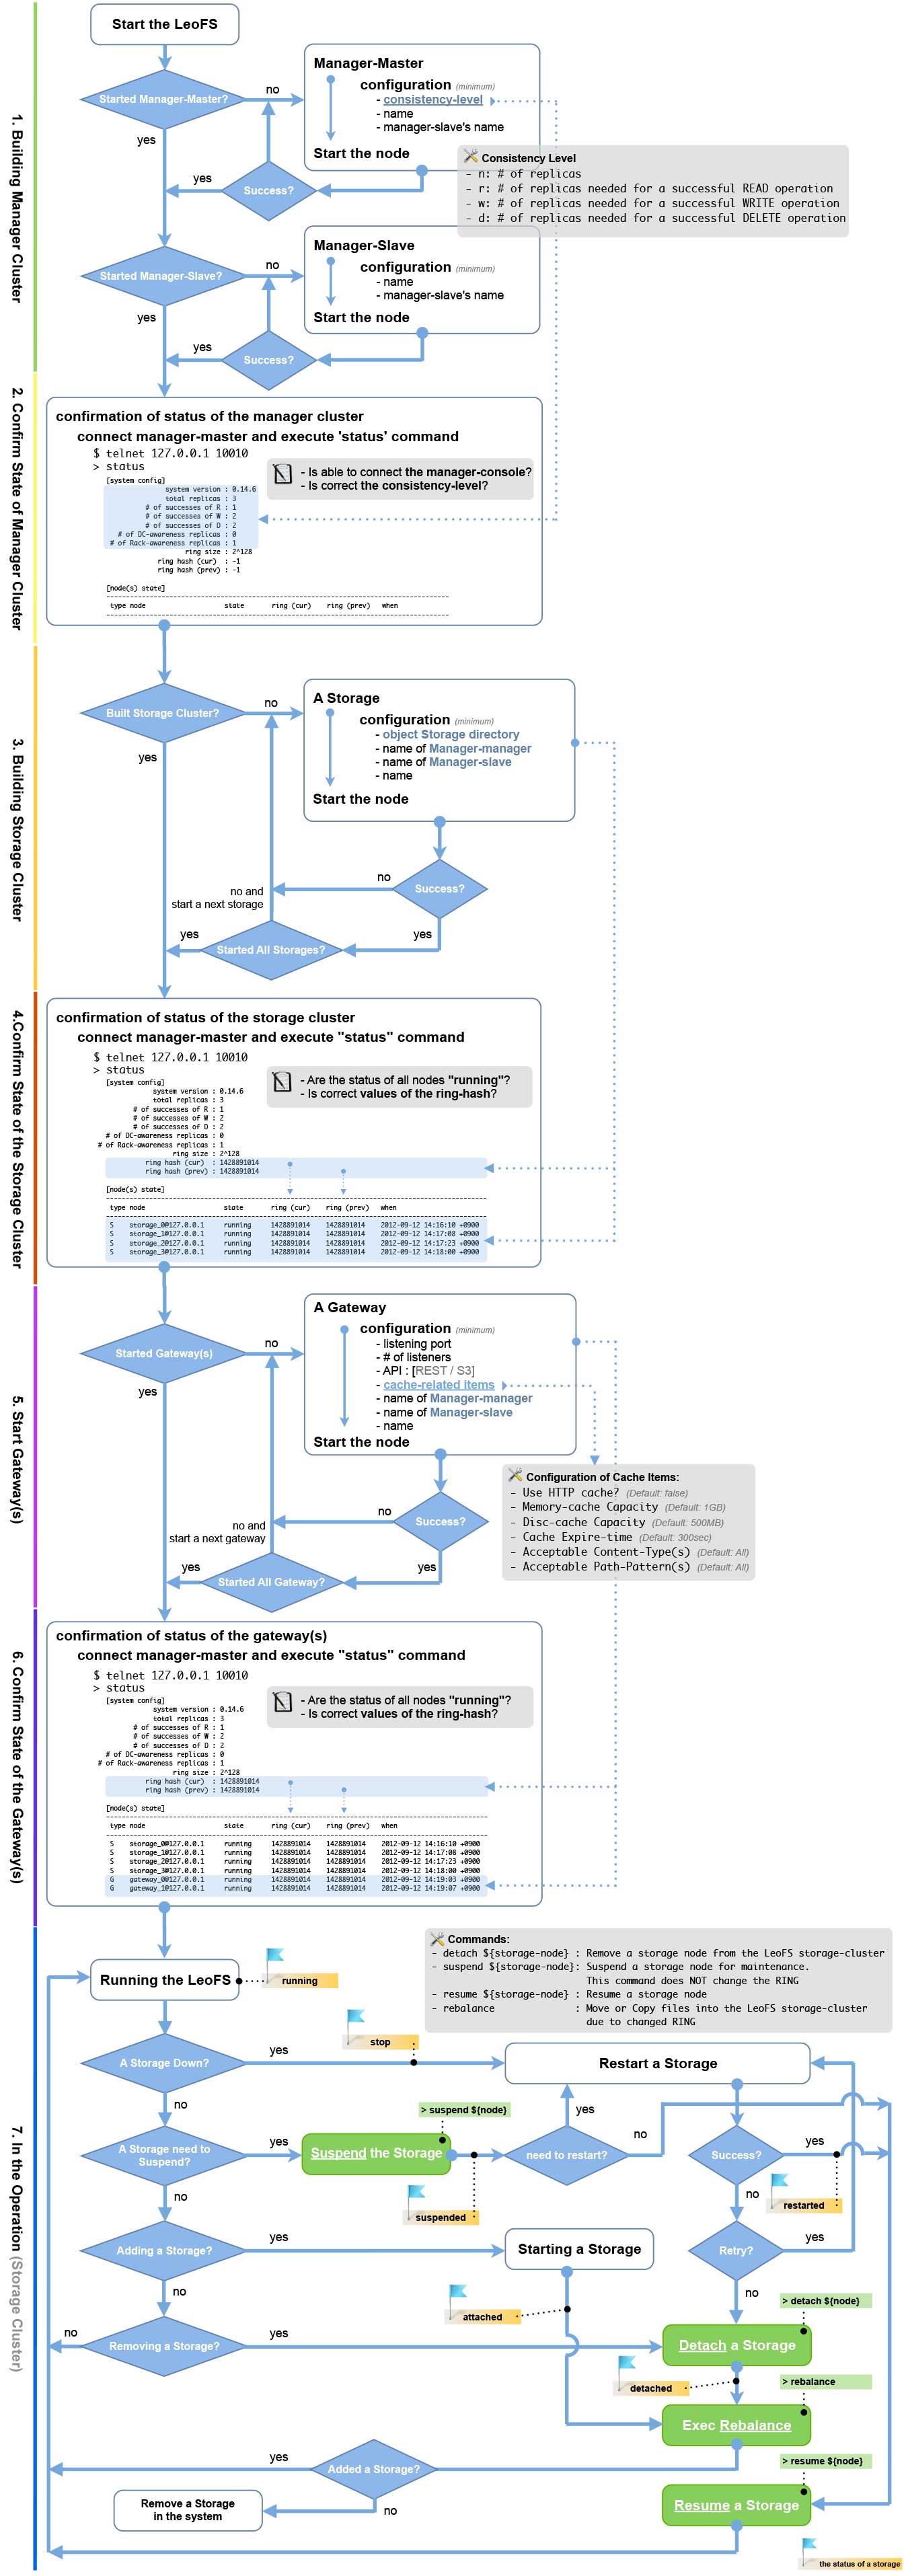 Start the LeoFS
1. Building Manager Cluster
Started Manager-Master?
no
yes
Manager-Master
configuration (minimum)
- consistency-level
- name
- manager-slave's name
Start the node
Success?
yes
Consistency Level
- n: # of replicas
- r: # of replicas needed for a successful READ operation
- w: # of replicas needed for a successful WRITE operation
- d: # of replicas needed for a successful DELETE operation
Started Manager-Slave?
no
yes
Manager-Slave
configuration (minimum)
- name
- manager-slave's name
Start the node
Success?
yes
2. Confirm State of Manager Cluster
confirmation of status of the manager cluster
connect manager-master and execute 'status' command
$ telnet 127.0.0.1 10010
> status
- Is able to connect the manager-console?
- Is correct the consistency-level?
[system config]
system version : 0.14.6
total replicas : 3
# of successes of R : 1
# of successes of W : 2
# of successes of D : 2
# of DC-awareness replicas : 0
# of Rack-awareness replicas : 1
ring size : 2^128
ring hash (cur) : -1
ring hash (prev) : -1
[node(s) state]
type node state ring (cur) ring (prev) when
3. Building Storage Cluster
Built Storage Cluster?
no
yes
A Storage
configuration (minimum)
- object Storage directory
- name of Manager-manager
- name of Manager-slave
- name
Start the node
Success?
no
yes
no and
start a next storage
Started All Storages?
yes
4.Confirm State of the Storage Cluster
confirmation of status of the storage cluster
connect manager-master and execute "status" command
$ telnet 127.0.0.1 10010
> status
- Are the status of all nodes "running"?
- Is correct values of the ring-hash?
[system config]
system version : 0.14.6
total replicas : 3
# of successes of R : 1
# of successes of W : 2
# of successes of D : 2
# of DC-awareness replicas : 0
# of Rack-awareness replicas : 1
ring size : 2^128
ring hash (cur) : 1428891014
ring hash (prev) : 1428891014
[node(s) state]
type node state ring (cur) ring (prev) when
S storage_0@127.0.0.1 running 1428891014 1428891014 2012-09-12 14:16:10 +0900
S storage_1@127.0.0.1 running 1428891014 1428891014 2012-09-12 14:17:08 +0900
S storage_2@127.0.0.1 running 1428891014 1428891014 2012-09-12 14:17:23 +0900
S storage_3@127.0.0.1 running 1428891014 1428891014 2012-09-12 14:18:00 +0900
5. Start Gateway(s)
Started Gateway(s)
no
yes
A Gateway
configuration (minimum)
- listening port
- # of listeners
- API : [REST / S3]
- cache-related items
- name of Manager-manager
- name of Manager-slave
- name
Start the node
Configuration of Cache Items:
- Use HTTP cache? (Default: false)
- Memory-cache Capacity (Default: 1GB)
- Disc-cache Capacity (Default: 500MB)
- Cache Expire-time (Default: 300sec)
- Acceptable Content-Type(s) (Default: All)
- Acceptable Path-Pattern(s) (Default: All)
Success?
no
yes
no and
start a next gateway
Started All Gateway?
yes
6. Confirm State of the Gateway(s)
confirmation of status of the gateway(s)
connect manager-master and execute "status" command
$ telnet 127.0.0.1 10010
> status
- Are the status of all nodes "running"?
- Is correct values of the ring-hash?
[system config]
system version : 0.14.6
total replicas : 3
# of successes of R : 1
# of successes of W : 2
# of successes of D : 2
# of DC-awareness replicas : 0
# of Rack-awareness replicas : 1
ring size : 2^128
ring hash (cur) : 1428891014
ring hash (prev) : 1428891014
[node(s) state]
type node state ring (cur) ring (prev) when
S storage_0@127.0.0.1 running 1428891014 1428891014 2012-09-12 14:16:10 +0900
S storage_1@127.0.0.1 running 1428891014 1428891014 2012-09-12 14:17:08 +0900
S storage_2@127.0.0.1 running 1428891014 1428891014 2012-09-12 14:17:23 +0900
S storage_3@127.0.0.1 running 1428891014 1428891014 2012-09-12 14:18:00 +0900
G gateway_0@127.0.0.1 running 1428891014 1428891014 2012-09-12 14:19:03 +0900
G gateway_1@127.0.0.1 running 1428891014 1428891014 2012-09-12 14:19:07 +0900
7. In the Operation (Storage Cluster)
Commands:
- detach ${storage-node} : Remove a storage node from the LeoFS storage-cluster
- suspend ${storage-node}: Suspend a storage node for maintenance.
This command does NOT change the RING
- resume ${storage-node} : Resume a storage node
- rebalance : Move or Copy files into the LeoFS storage-cluster
due to changed RING
Running the LeoFS
running
stop
A Storage Down?
yes
no
Restart a Storage
> suspend ${node}
A Storage need to
Suspend?
yes
no
Suspend the Storage
suspended
need to restart?
yes
no
Success?
yes
no
restarted
Adding a Storage?
yes
no
Starting a Storage
attached
Retry?
yes
no
> detach ${node}
Removing a Storage?
no
yes
Detach a Storage
detached
> rebalance
Exec Rebalance
Added a Storage?
yes
no
> resume ${node}
Remove a Storage
in the system
Resume a Storage
the status of a storage